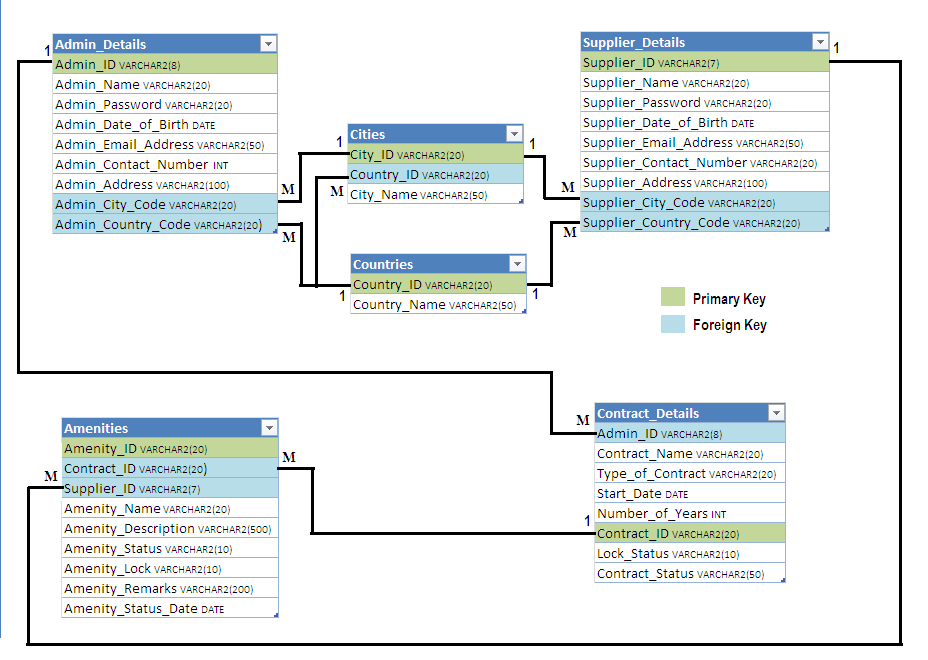 1
Admin_Details
Admin_ID VARCHAR2(8)
Admin_Name VARCHAR2(20)
Admin_Password VARCHAR2(20)
Admin_Date_of_Birth DATE
Admin_Email_Address VARCHAR2(50)
Admin_Contact_Number INT
Admin_Address VARCHAR2(100)
Admin_City_Code VARCHAR2(20)
Admin_Country_Code VARCHAR2(20)
M
M
1
Cities
City_ID VARCHAR2(20)
Country_ID VARCHAR2(20)
City_Name VARCHAR2(50)
1
M
Countries
Country_ID VARCHAR2(20)
Country_Name VARCHAR2(50)
1
1
Supplier_Details
Supplier_ID VARCHAR2(7)
Supplier_Name VARCHAR2(20)
Supplier_Password VARCHAR2(20)
Supplier_Date_of_Birth DATE
Supplier_Email_Address VARCHAR2(50)
Supplier_Contact_Number VARCHAR2(20)
Supplier_Address VARCHAR2(100)
Supplier_City_Code VARCHAR2(20)
Supplier_Country_Code VARCHAR2(20)
1
M
M
Primary Key
Foreign Key
Amenities
Amenity_ID VARCHAR2(20)
Contract_ID VARCHAR2(20)
Supplier_ID VARCHAR2(7)
Amenity_Name VARCHAR2(20)
Amenity_Description VARCHAR2(500)
Amenity_Status VARCHAR2(10)
Amenity_Lock VARCHAR2(10)
Amenity_Remarks VARCHAR2(200)
Amenity_Status_Date DATE
M
M
M
Contract_Details
Admin_ID VARCHAR2(8)
Contract_Name VARCHAR2(20)
Type_of_Contract VARCHAR2(20)
Start_Date DATE
Number_of_Years INT
Contract_ID VARCHAR2(20)
Lock_Status VARCHAR2(10)
Contract_Status VARCHAR2(50)
1